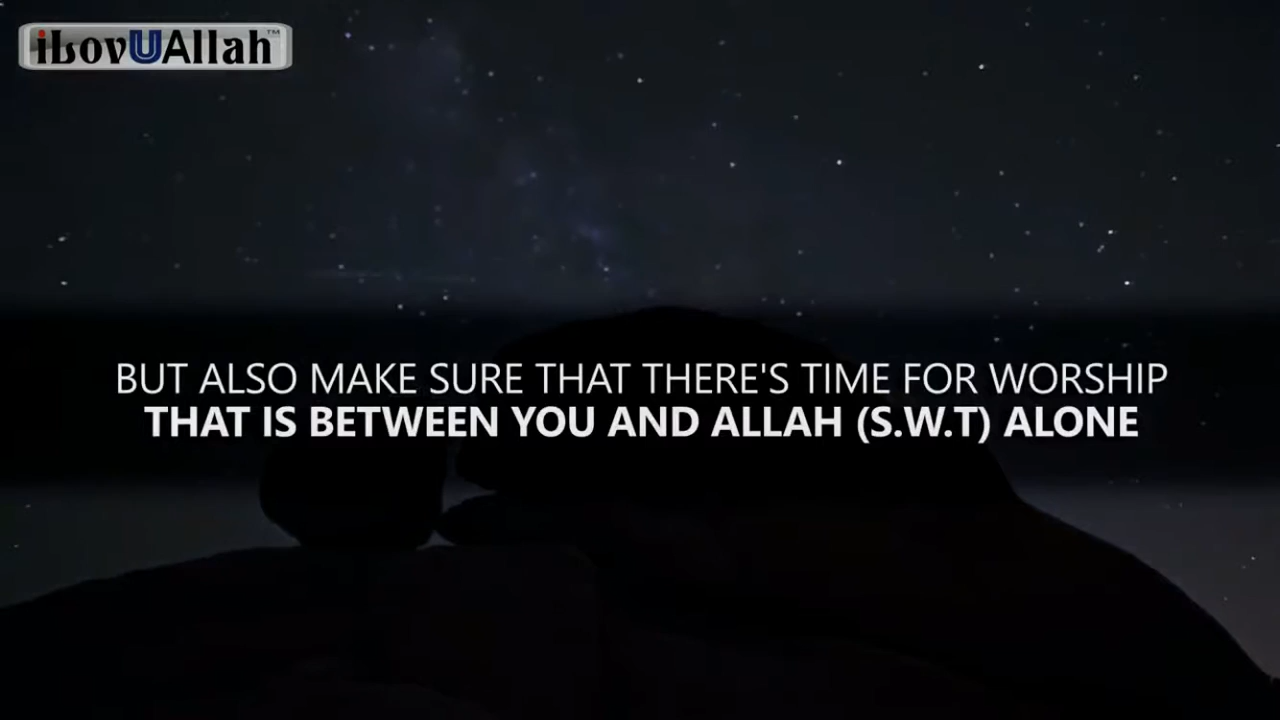 iLovUAllah™
BUT ALSO MAKE SURE THAT THERE'S TIME FOR WORSHIP
THAT IS BETWEEN YOU AND ALLAH (S.W.T) ALONE